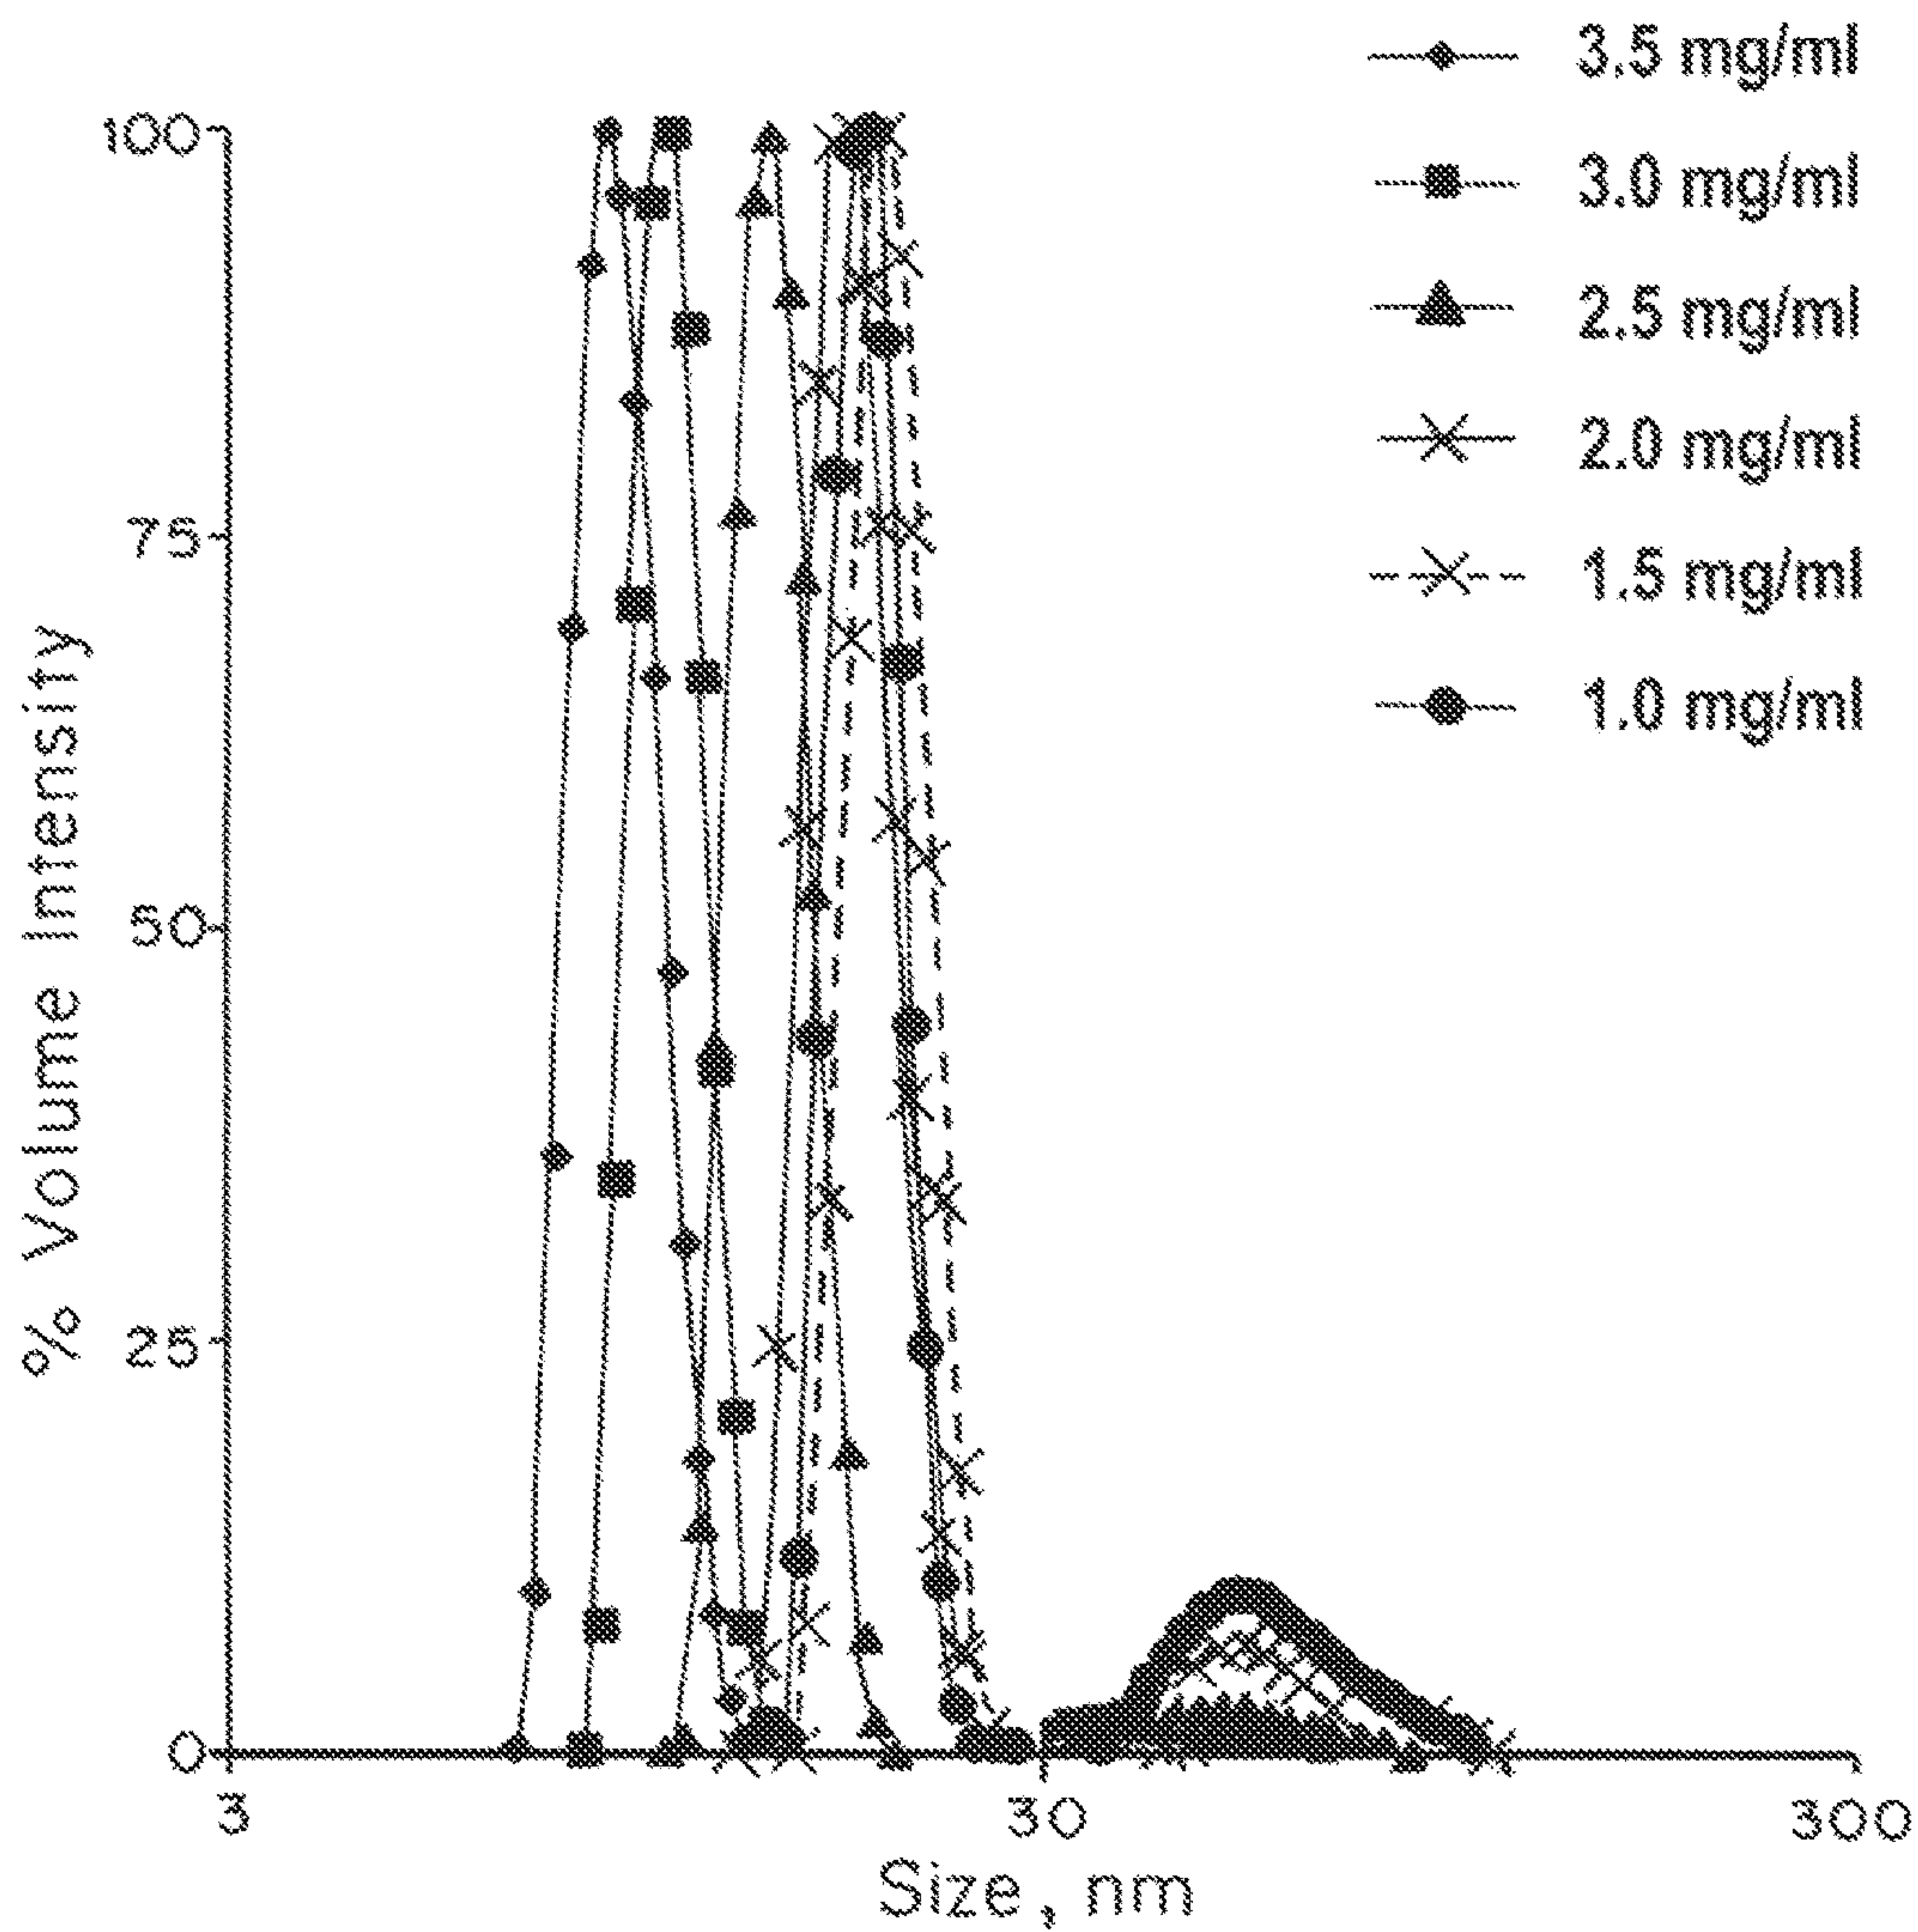 3.5 mg/ml
3.0 mg/ml
2.5 mg/ml
2.0 mg/ml
1.5 mg/ml
1.0 mg/ml
% Volume Intensity
100
75
50
25
0
3
30
300
Size, nm